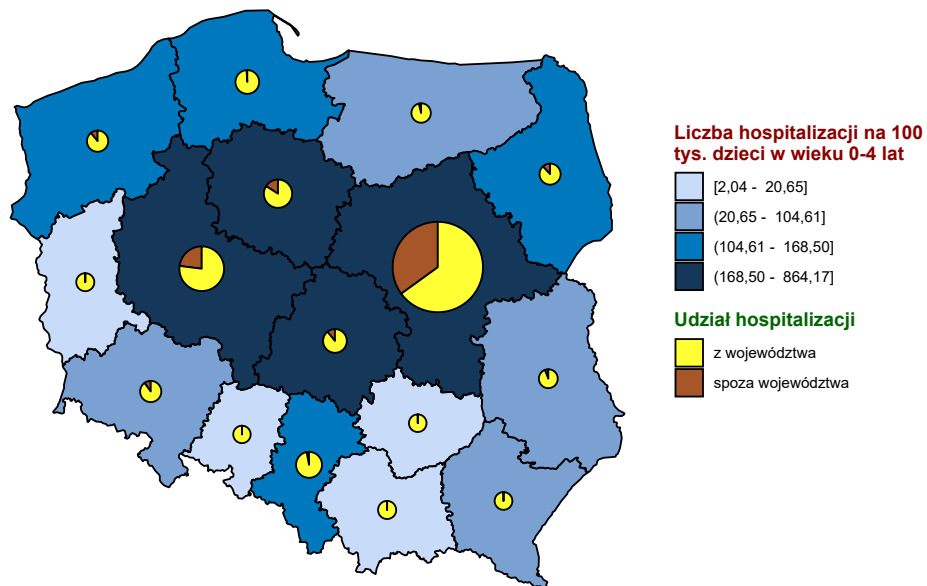 Liczba hospitalizacji na 100
tys. dzieci w wieku 0-4 lat
[2,04 - 20,65]
(20,65 - 104,61]
(104,61 - 168,50]
(168,50 - 864,17]
Udział hospitalizacji
z województwa
spoza województwa